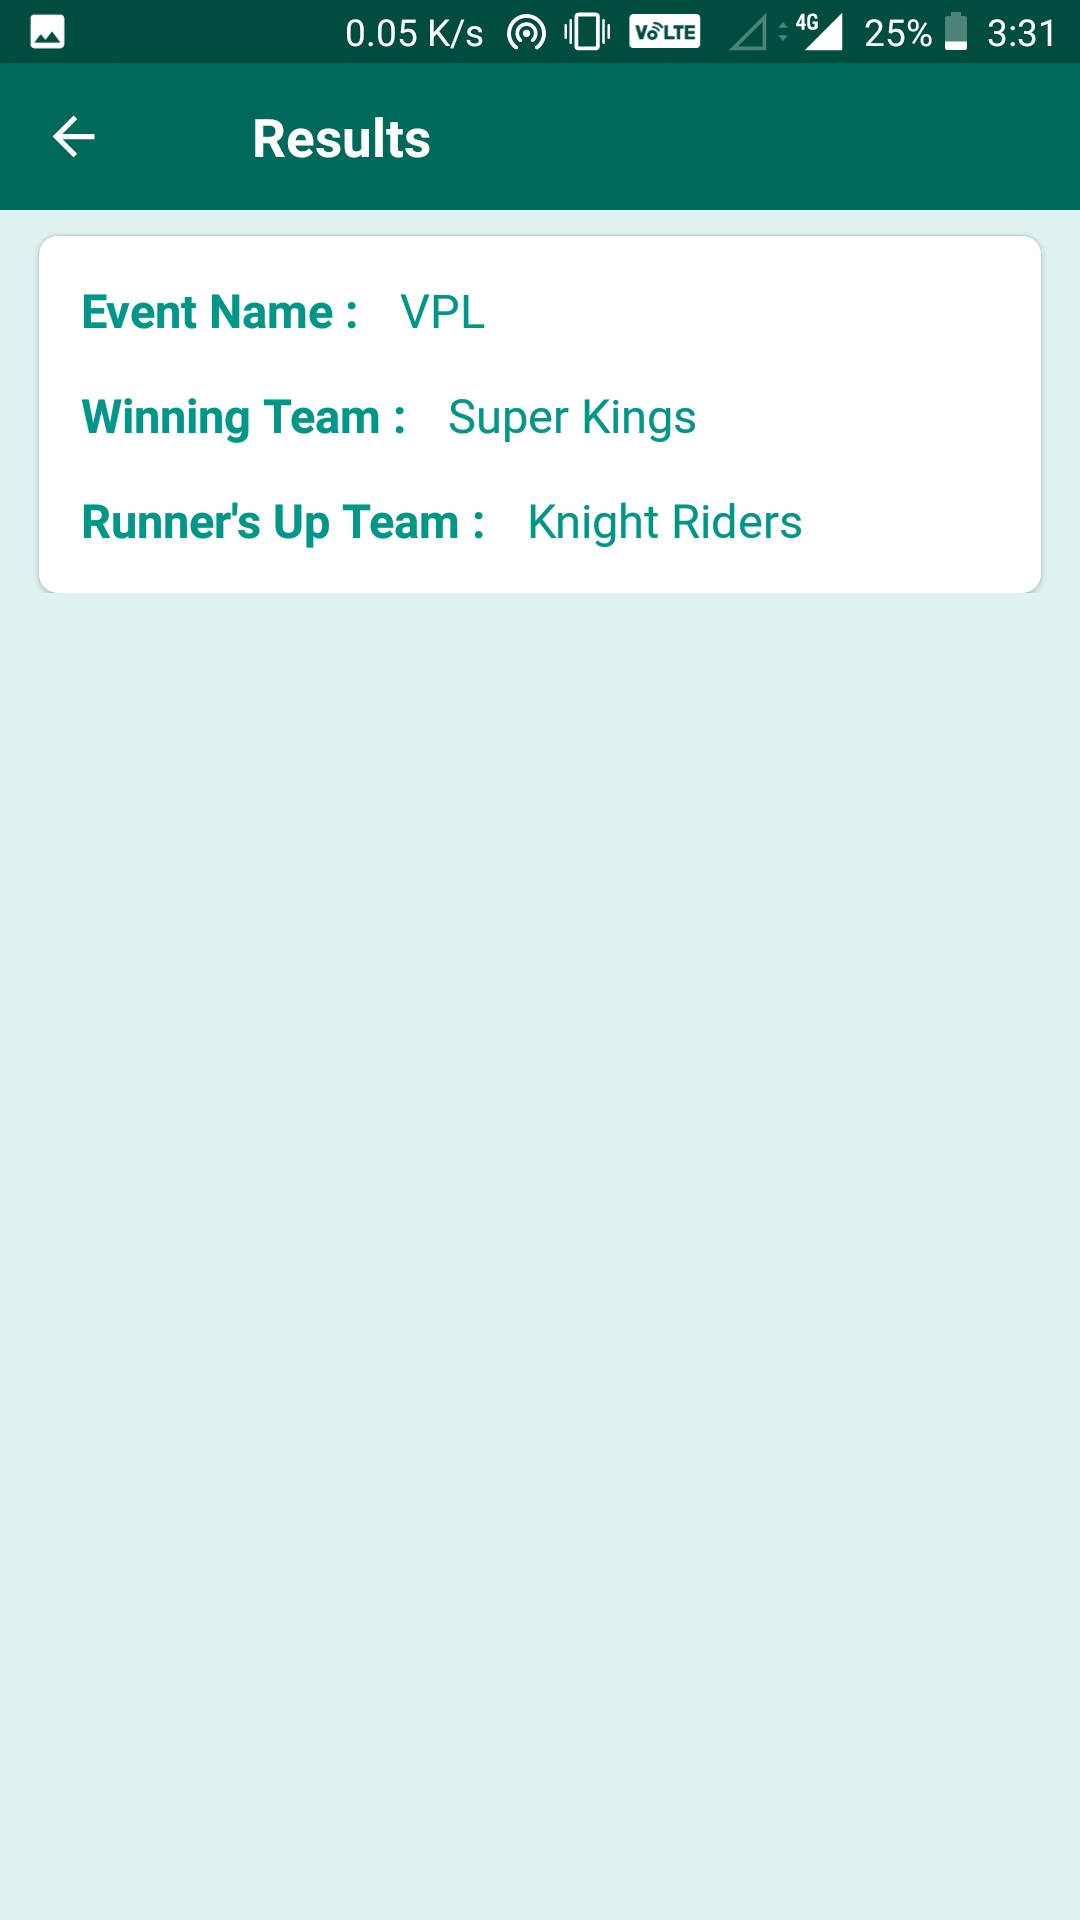 0.05 K/s VoLTE 4G 25% 3:31
Results
Event Name : VPL
Winning Team : Super Kings
Runner's Up Team : Knight Riders